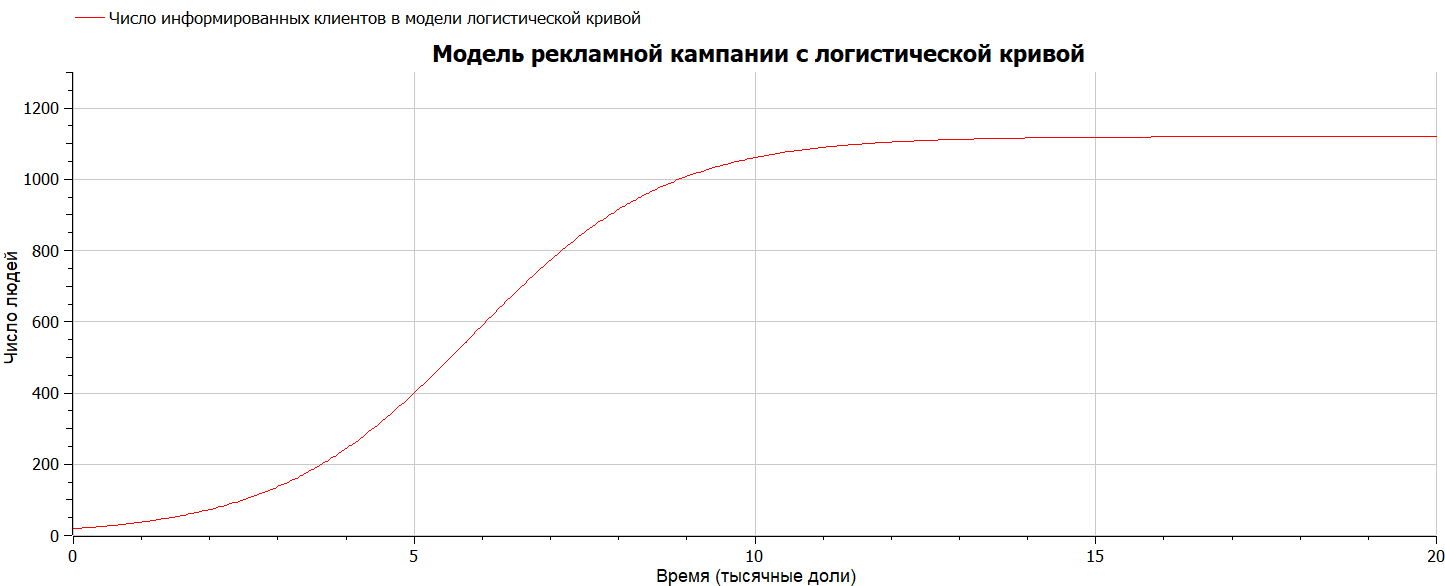 Число информированных клиентов в модели логистической кривой
Модель рекламной кампании с логистической кривой
1200
1000
800
600
400
200
0
Число людей
0 5 10 15 20
Время (тысячные доли)